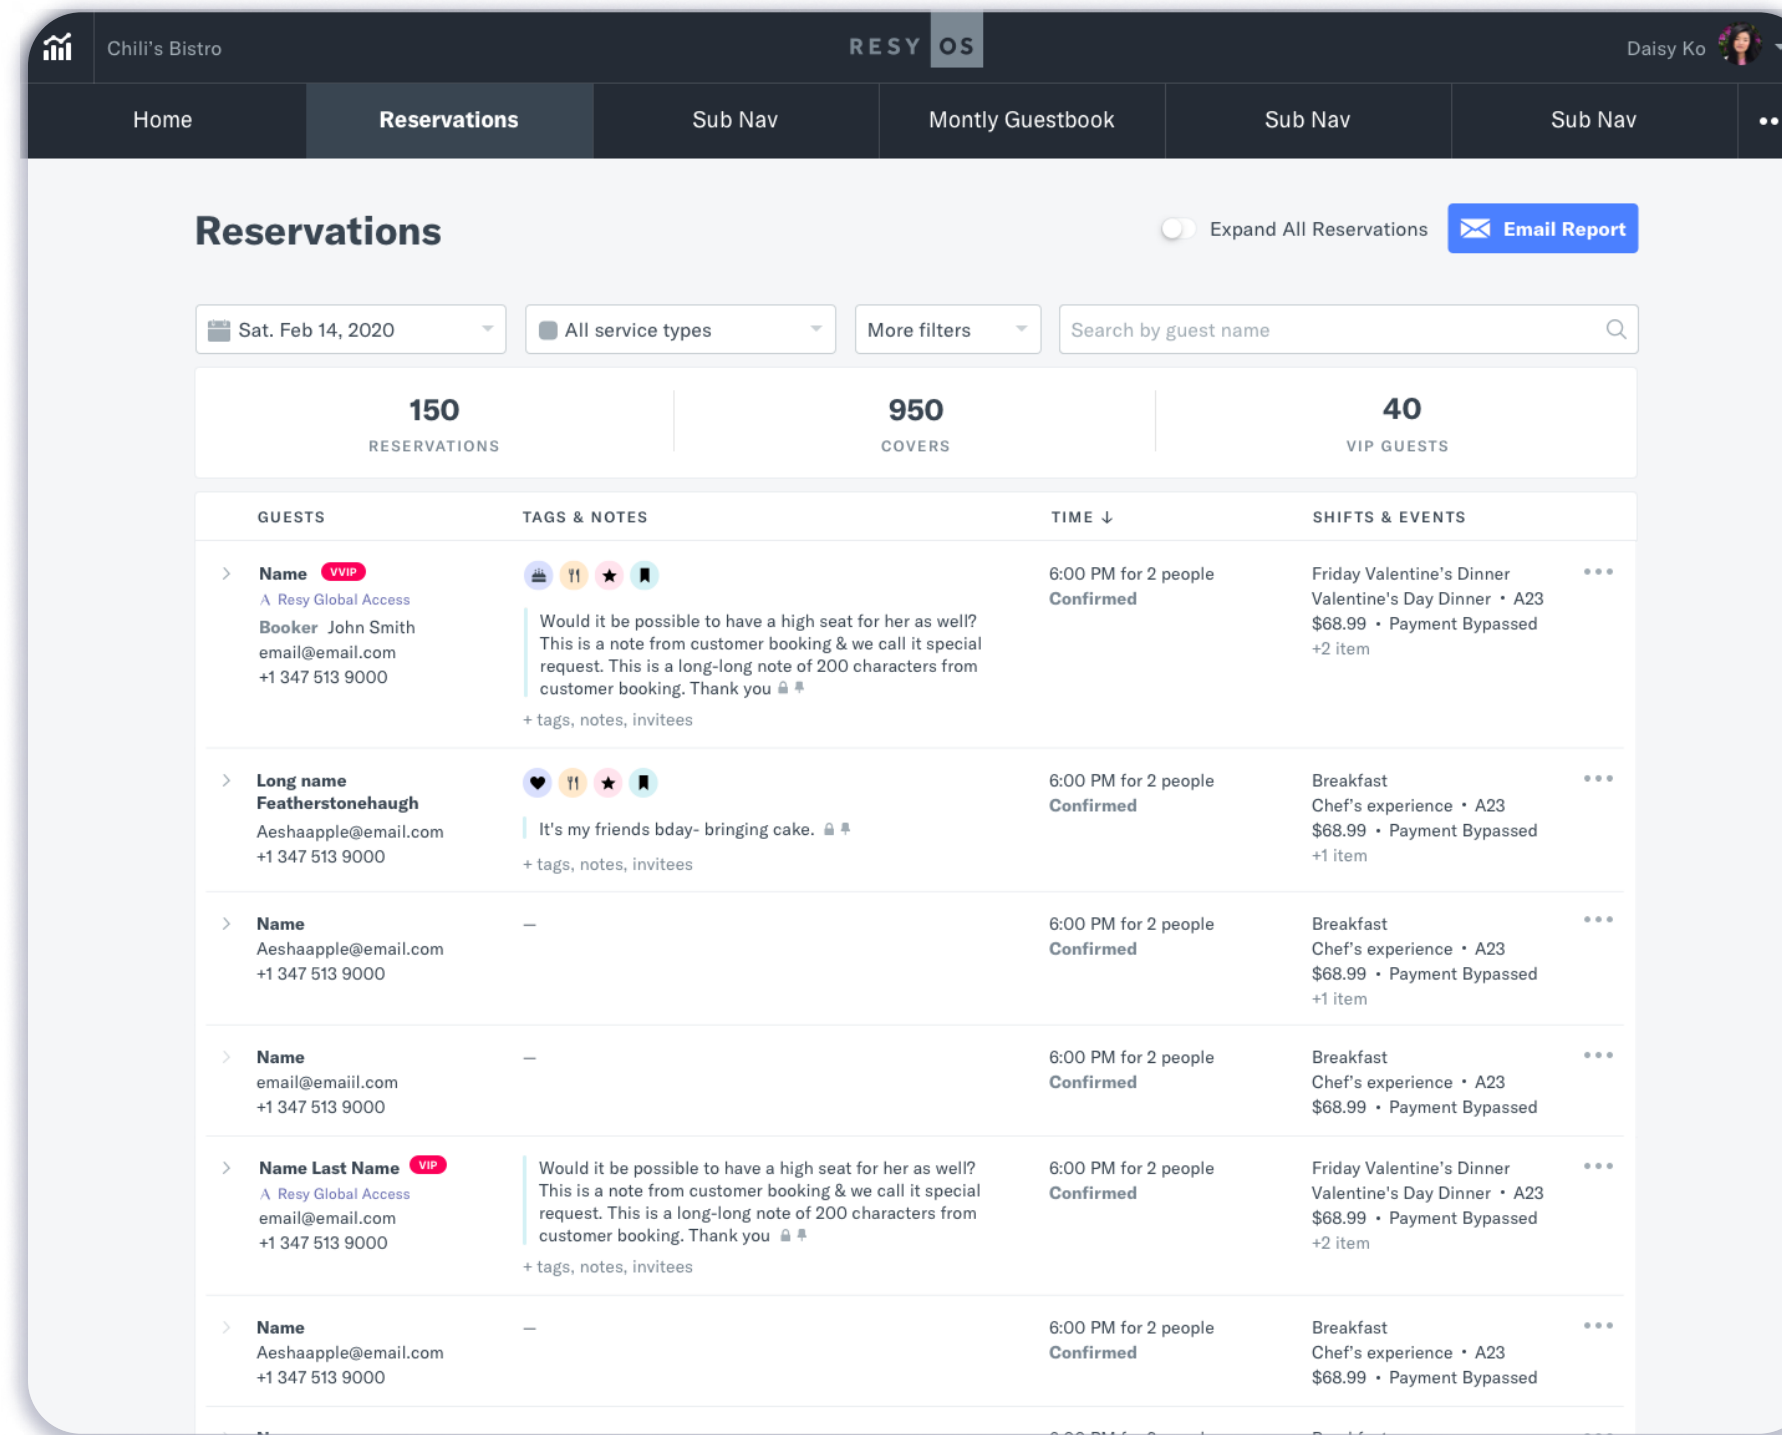 Chili's Bistro
RESY OS
Daisy Ko
Home
Reservations
Sub Nav
Montly Guestbook
Sub Nav
Sub Nav
Reservations
Expand All Reservations
Email Report
Sat. Feb 14, 2020
All service types
More filters
Search by guest name
150
RESERVATIONS
950
COVERS
40
VIP GUESTS
GUESTS
TAGS & NOTES
TIME ↓
SHIFTS & EVENTS
Name VVIP
Resy Global Access
Booker John Smith
email@email.com
+1 347 513 9000
Would it be possible to have a high seat for her as well?
This is a note from customer booking & we call it special
request. This is a long-long note of 200 characters from
customer booking. Thank you
+ tags, notes, invitees
6:00 PM for 2 people
Confirmed
Friday Valentine's Dinner
Valentine's Day Dinner • A23
$68.99 • Payment Bypassed
+2 item
Long name
Featherstonehaugh
Aeshaapple@email.com
+1 347 513 9000
It's my friends bday- bringing cake.
+ tags, notes, invitees
6:00 PM for 2 people
Confirmed
Breakfast
Chef's experience • A23
$68.99 • Payment Bypassed
+1 item
Name
Aeshaapple@email.com
+1 347 513 9000
—
6:00 PM for 2 people
Confirmed
Breakfast
Chef's experience • A23
$68.99 • Payment Bypassed
+1 item
Name
email@emaiil.com
+1 347 513 9000
—
6:00 PM for 2 people
Confirmed
Breakfast
Chef's experience • A23
$68.99 • Payment Bypassed
Name Last Name VIP
Resy Global Access
email@email.com
+1 347 513 9000
Would it be possible to have a high seat for her as well?
This is a note from customer booking & we call it special
request. This is a long-long note of 200 characters from
customer booking. Thank you
+ tags, notes, invitees
6:00 PM for 2 people
Confirmed
Friday Valentine's Dinner
Valentine's Day Dinner • A23
$68.99 • Payment Bypassed
+2 item
Name
Aeshaapple@email.com
+1 347 513 9000
—
6:00 PM for 2 people
Confirmed
Breakfast
Chef's experience • A23
$68.99 • Payment Bypassed